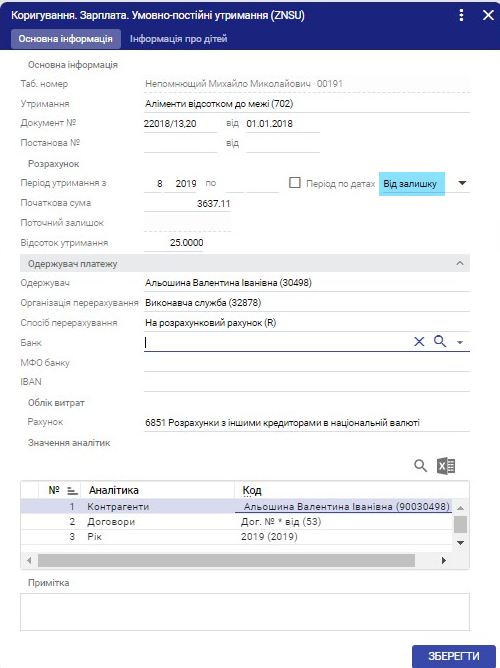 Коригування. Зарплата. Умовно-постійні утримання (ZNSU)
Основна інформація Інформація про дітей
Основна інформація
Таб. номер Непомнющий Михайло Миколайович 00191
Утримання Аліменти відсотком до межі (702)
Документ № 22018/13,20 від 01.01.2018
Постанова № від
Розрахунок
Період утримання з 8 2019 по Період по датах Від залишку
Початкова сума 3637.11
Поточний залишок
Відсоток утримання 25.0000
Одержувач платежу
Одержувач Альошина Валентина Іванівна (30498)
Організація перерахування Виконавча служба (32878)
Спосіб перерахування На розрахунковий рахунок (R)
Банк
МФО банку
IBAN
Облік витрат
Рахунок 6851 Розрахунки з іншими кредиторами в національній валюті
Значення аналітик
№ Аналітика Код
1 Контрагенти Альошина Валентина Іванівна (90030498)
2 Договори Дог. № * від (53)
3 Рік 2019 (2019)
Примітка
ЗБЕРЕГТИ